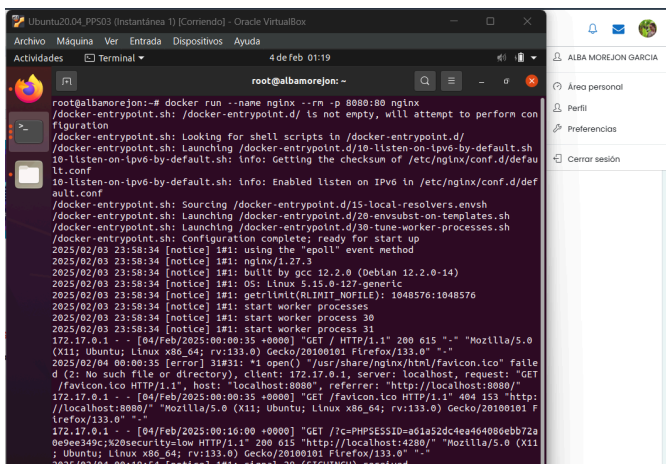 Ubuntu20.04_PPS03 (Instantánea 1) [Corriendo] - Oracle VirtualBox
Archivo Máquina Ver Entrada Dispositivos Ayuda
Actividades Terminal 4 de feb 01:19
root@albamorejon: ~
ALBA MOREJON GARCIA
Área personal
Perfil
Preferencias
Cerrar sesión
root@albamorejon:~# docker run --name nginx --rm -p 8080:80 nginx
/docker-entrypoint.sh: /docker-entrypoint.d/ is not empty, will attempt to perform con
figuration
/docker-entrypoint.sh: Looking for shell scripts in /docker-entrypoint.d/
/docker-entrypoint.sh: Launching /docker-entrypoint.d/10-listen-on-ipv6-by-default.sh
10-listen-on-ipv6-by-default.sh: info: Getting the checksum of /etc/nginx/conf.d/defau
lt.conf
10-listen-on-ipv6-by-default.sh: info: Enabled listen on IPv6 in /etc/nginx/conf.d/def
ault.conf
/docker-entrypoint.sh: Sourcing /docker-entrypoint.d/15-local-resolvers.envsh
/docker-entrypoint.sh: Launching /docker-entrypoint.d/20-envsubst-on-templates.sh
/docker-entrypoint.sh: Launching /docker-entrypoint.d/30-tune-worker-processes.sh
/docker-entrypoint.sh: Configuration complete; ready for start up
2025/02/03 23:58:34 [notice] 1#1: using the "epoll" event method
2025/02/03 23:58:34 [notice] 1#1: nginx/1.27.3
2025/02/03 23:58:34 [notice] 1#1: built by gcc 12.2.0 (Debian 12.2.0-14)
2025/02/03 23:58:34 [notice] 1#1: OS: Linux 5.15.0-127-generic
2025/02/03 23:58:34 [notice] 1#1: getrlimit(RLIMIT_NOFILE): 1048576:1048576
2025/02/03 23:58:34 [notice] 1#1: start worker processes
2025/02/03 23:58:34 [notice] 1#1: start worker process 30
2025/02/03 23:58:34 [notice] 1#1: start worker process 31
172.17.0.1 - - [04/Feb/2025:00:00:35 +0000] "GET / HTTP/1.1" 200 615 "-" "Mozilla/5.0
(X11; Ubuntu; Linux x86_64; rv:133.0) Gecko/20100101 Firefox/133.0" "-"
2025/02/04 00:00:35 [error] 31#31: *1 open() "/usr/share/nginx/html/favicon.ico" faile
d (2: No such file or directory), client: 172.17.0.1, server: localhost, request: "GET
/favicon.ico HTTP/1.1", host: "localhost:8080", referrer: "http://localhost:8080/"
172.17.0.1 - - [04/Feb/2025:00:00:35 +0000] "GET /favicon.ico HTTP/1.1" 404 153 "http:
//localhost:8080/" "Mozilla/5.0 (X11; Ubuntu; Linux x86_64; rv:133.0) Gecko/20100101 F
irefox/133.0" "-"
172.17.0.1 - - [04/Feb/2025:00:16:00 +0000] "GET /?c=PHPSESSID=a61a52dc4ea464086ebb72a
0e9ee349c;%20security=low HTTP/1.1" 200 615 "http://localhost:4280/" "Mozilla/5.0 (X11
; Ubuntu; Linux x86_64; rv:133.0) Gecko/20100101 Firefox/133.0" "-"
2025/02/04 00:18:54 [notice] 1#1: signal 28 (SIGWINCH) received